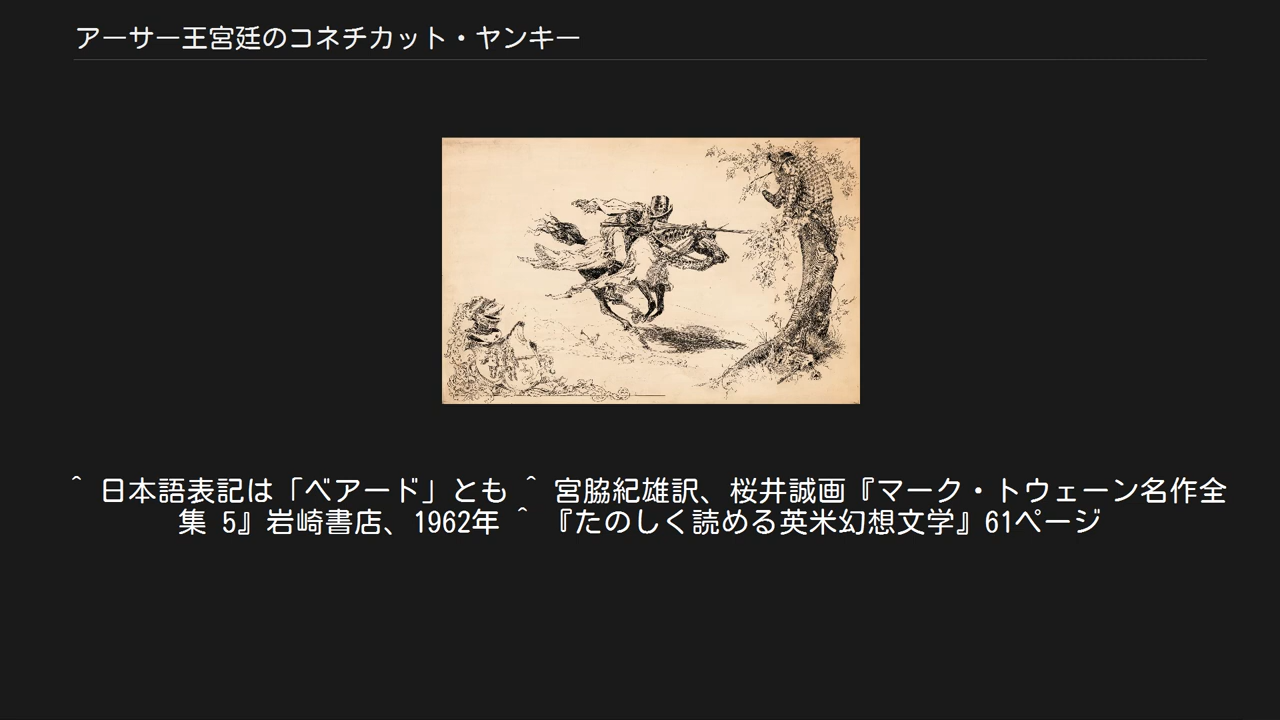 アーサー王宮廷のコネチカット・ヤンキー
^ 日本語表記は「ベアード」とも ^ 宮脇紀雄訳、桜井誠画『マーク・トウェーン名作全
集 5』岩崎書店、1962年 ^ 『たのしく読める英米幻想文学』61ページ